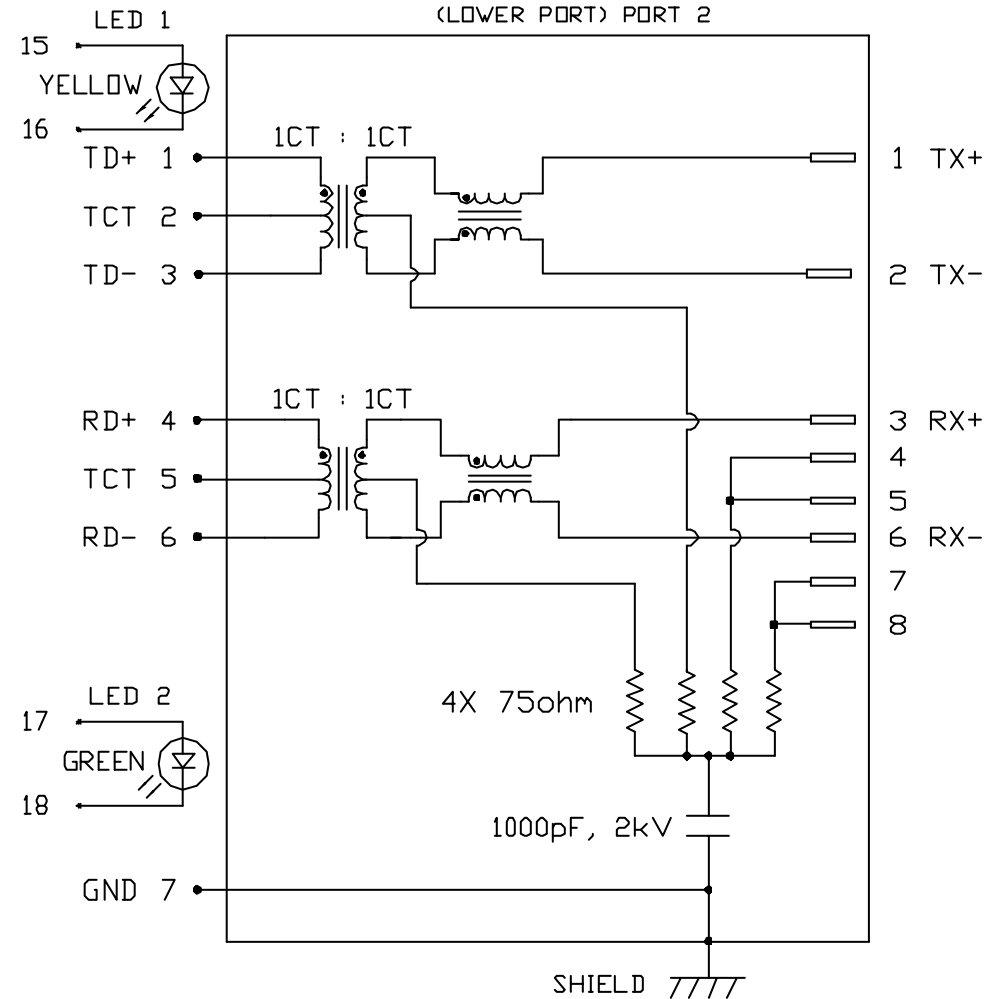 (LOWER PORT) PORT 2
LED 1
15
YELLOW
16
1CT : 1CT
TD+ 1
1 TX+
TCT 2
TD- 3
2 TX-
1CT : 1CT
RD+ 4
3 RX+
4
TCT 5
5
RD- 6
6 RX-
7
8
LED 2
4X 75ohm
17
GREEN
18
1000pF, 2kV
GND 7
SHIELD